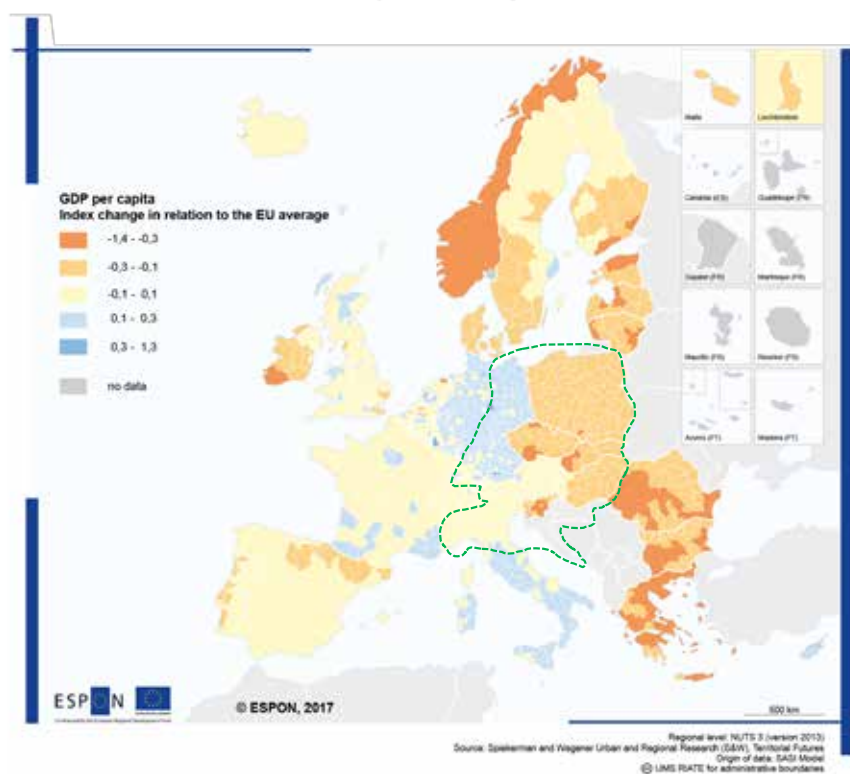 Malta
Liechtenstein
Canarias (ES)
Guadeloupe (FR)
GDP per capita
Index change in relation to the EU average
-1,4 - -0,3
-0,3 - -0,1
-0,1 - 0,1
0,1 - 0,3
0,3 - 1,3
no data
Guyane (FR)
Martinique (FR)
Mayotte (FR)
Réunion (FR)
Madeira (PT)
ESPON
© ESPON, 2017
500 km
Regional level: NUTS 3 (version 2013)
Source: Spiekermann and Wegener Urban and Regional Research (S&W), Territorial Futures
Origin of data: SASI Model
© UMS RIATE for administrative boundaries